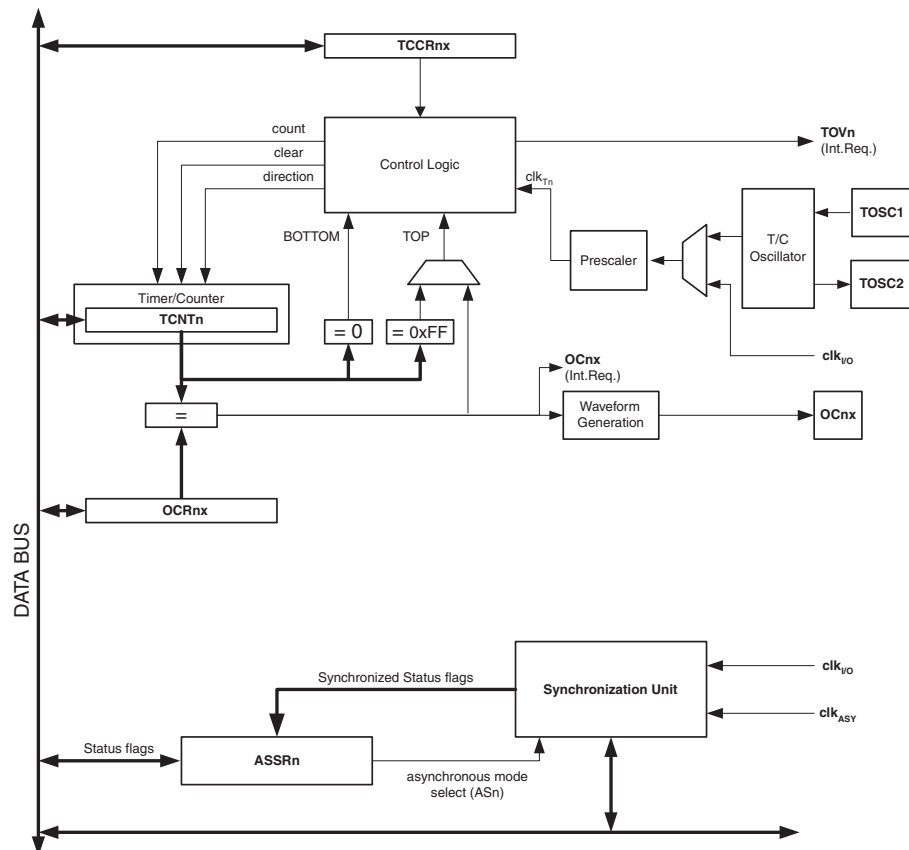 TCCRnx
count
clear
direction
Control Logic
TOVn
(Int.Req.)
clkTn
BOTTOM
TOP
Prescaler
T/C
Oscillator
TOSC1
TOSC2
Timer/Counter
TCNTn
= 0
= 0xFF
clkI/O
OCnx
(Int.Req.)
=
Waveform
Generation
OCnx
OCRnx
DATA BUS
Synchronized Status flags
Synchronization Unit
clkI/O
clkASY
Status flags
ASSRn
asynchronous mode
select (ASn)